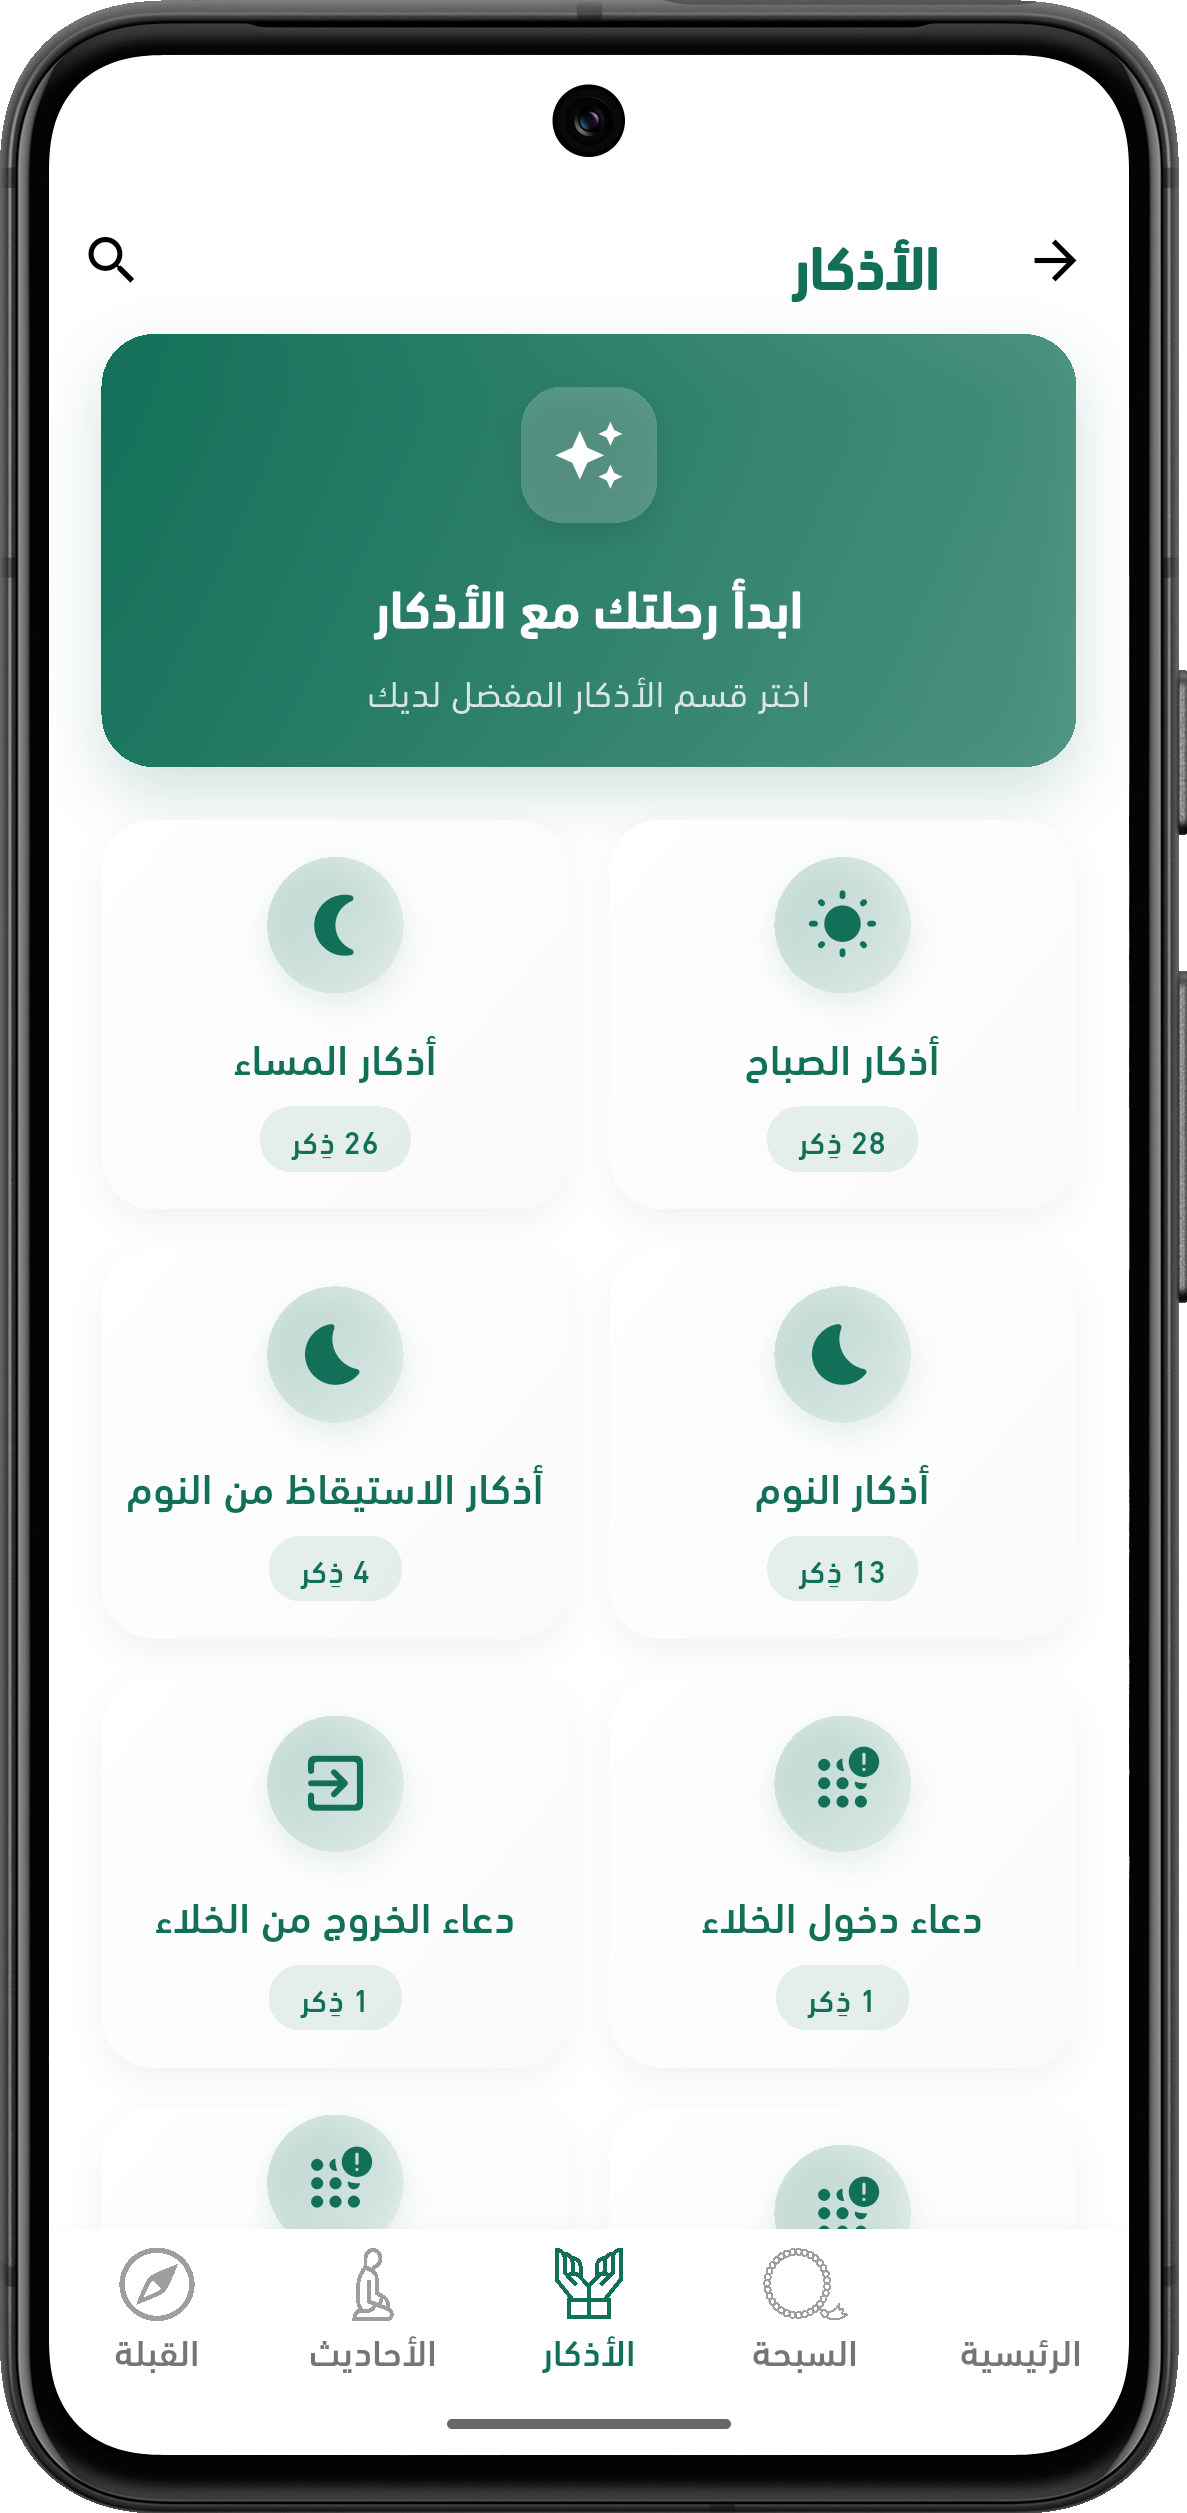 الأذكار
ابدأ رحلتك مع الأذكار
اختر قسم الأذكار المفضل لديك
أذكار الصباح
28 ذِكر
أذكار المساء
26 ذِكر
أذكار النوم
13 ذِكر
أذكار الاستيقاظ من النوم
4 ذِكر
دعاء دخول الخلاء
1 ذِكر
دعاء الخروج من الخلاء
1 ذِكر
الرئيسية
السبحة
الأذكار
الأحاديث
القبلة